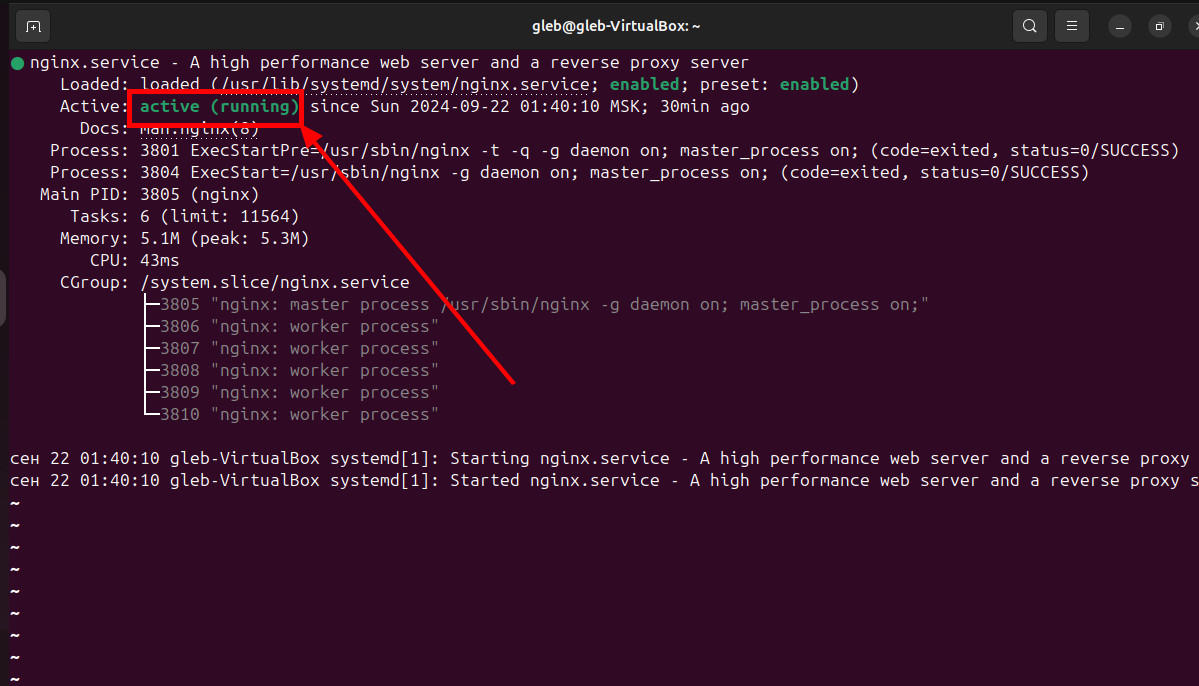 gleb@gleb-VirtualBox: ~
nginx.service - A high performance web server and a reverse proxy server
Loaded: loaded (/usr/lib/systemd/system/nginx.service; enabled; preset: enabled)
Active: active (running) since Sun 2024-09-22 01:40:10 MSK; 30min ago
Docs: man:nginx(8)
Process: 3801 ExecStartPre=/usr/sbin/nginx -t -q -g daemon on; master_process on; (code=exited, status=0/SUCCESS)
Process: 3804 ExecStart=/usr/sbin/nginx -g daemon on; master_process on; (code=exited, status=0/SUCCESS)
Main PID: 3805 (nginx)
Tasks: 6 (limit: 11564)
Memory: 5.1M (peak: 5.3M)
CPU: 43ms
CGroup: /system.slice/nginx.service
├─3805 "nginx: master process /usr/sbin/nginx -g daemon on; master_process on;"
├─3806 "nginx: worker process"
├─3807 "nginx: worker process"
├─3808 "nginx: worker process"
├─3809 "nginx: worker process"
└─3810 "nginx: worker process"
сен 22 01:40:10 gleb-VirtualBox systemd[1]: Starting nginx.service - A high performance web server and a reverse proxy
сен 22 01:40:10 gleb-VirtualBox systemd[1]: Started nginx.service - A high performance web server and a reverse proxy s
~
~
~
~
~
~
~
~
~